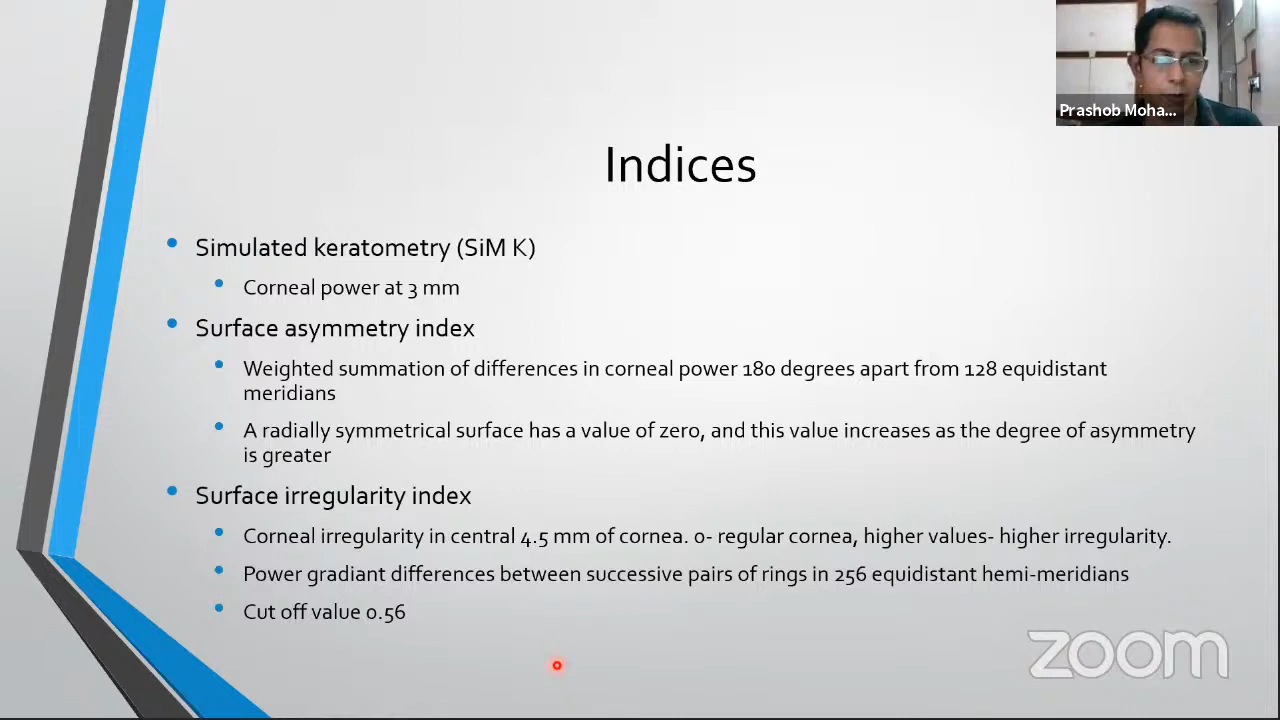 Prashob Moha...
Indices
Simulated keratometry (SiM K)
Corneal power at 3 mm
Surface asymmetry index
Weighted summation of differences in corneal power 180 degrees apart from 128 equidistant
meridians
A radially symmetrical surface has a value of zero, and this value increases as the degree of asymmetry
is greater
Surface irregularity index
Corneal irregularity in central 4.5 mm of cornea. 0- regular cornea, higher values- higher irregularity.
Power gradiant differences between successive pairs of rings in 256 equidistant hemi-meridians
Cut off value 0.56
zoom